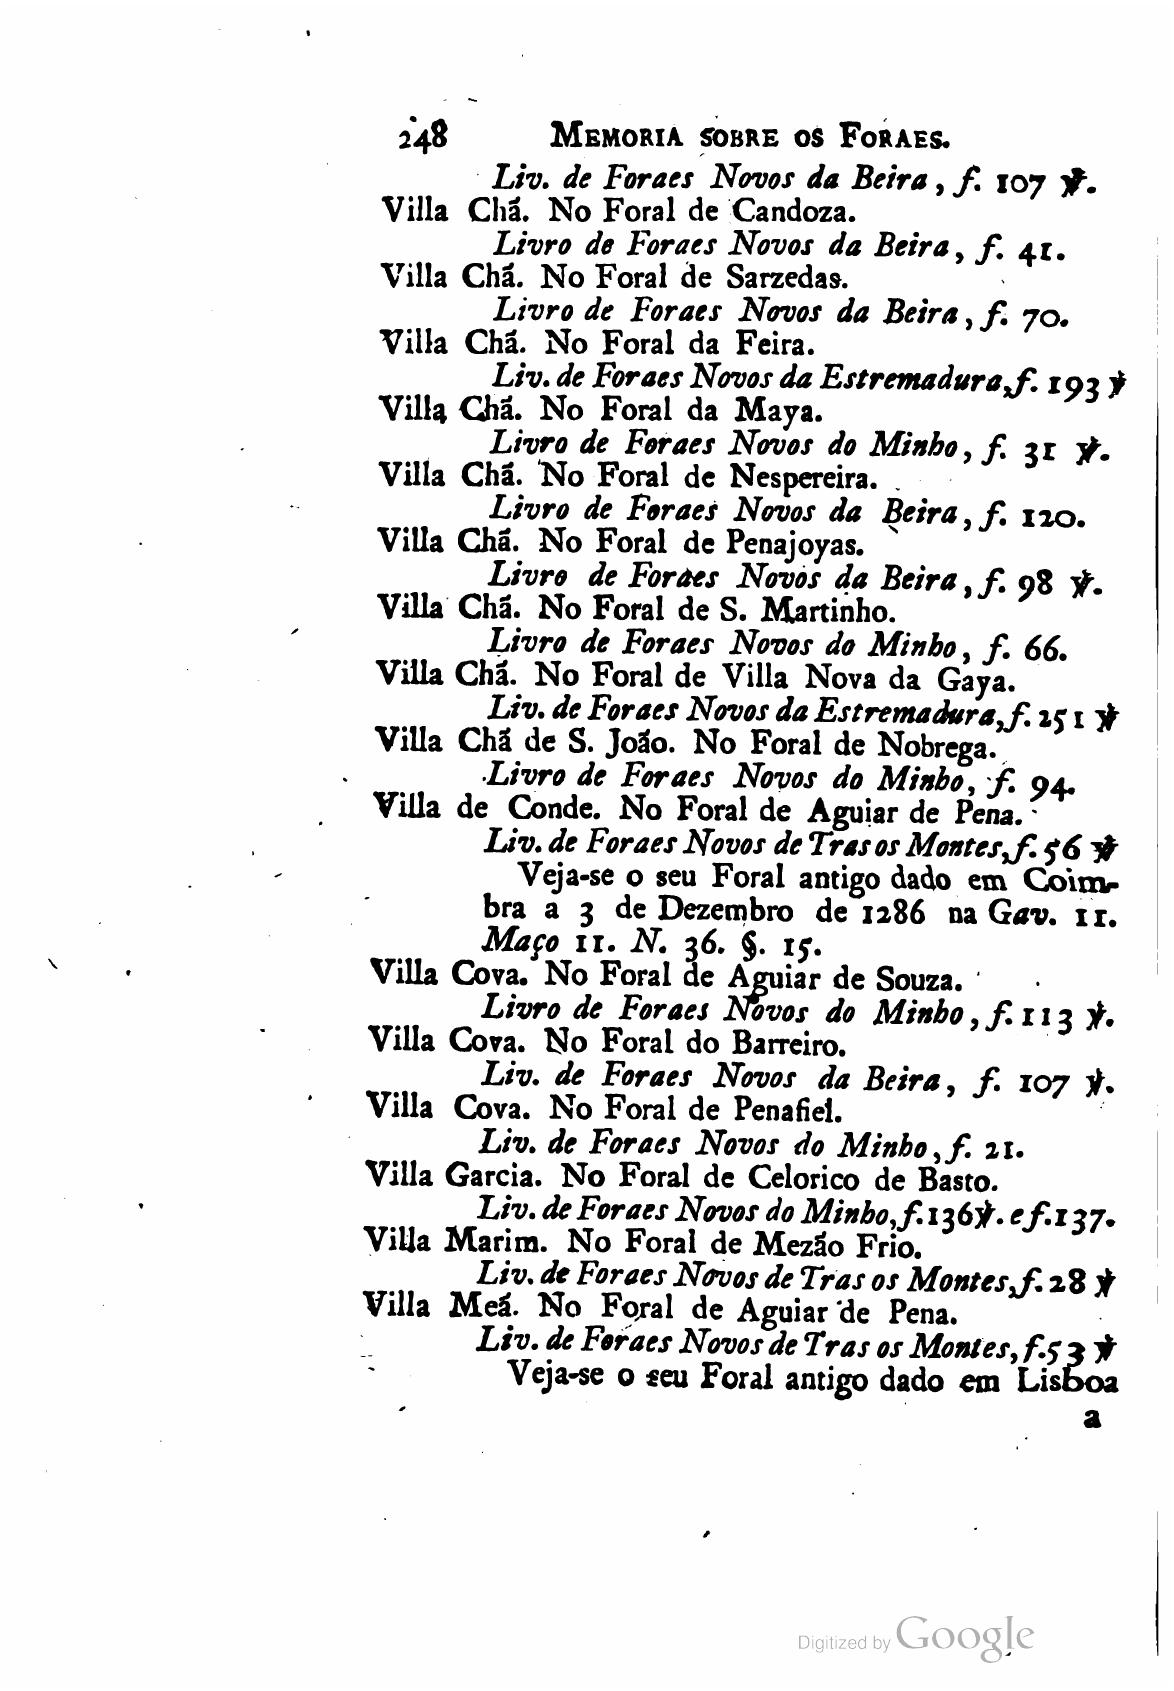 248 MEMORIA SOBRE OS FORAES.
Liv. de Foraes Novos da Beira, f. 107 ℣.
Villa Chá. No Foral de Candoza.
Livro de Foraes Novos da Beira, f. 41.
Villa Chá. No Foral de Sarzedas.
Livro de Foraes Novos da Beira, f. 70.
Villa Chá. No Foral da Feira.
Liv. de Foraes Novos da Estremadura, f. 193 ℣
Villa Chá. No Foral da Maya.
Livro de Foraes Novos do Minho, f. 31 ℣.
Villa Chá. No Foral de Nespereira.
Livro de Foraes Novos da Beira, f. 120.
Villa Chá. No Foral de Penajoyas.
Livro de Foraes Novos da Beira, f. 98 ℣.
Villa Chá. No Foral de S. Martinho.
Livro de Foraes Novos do Minho, f. 66.
Villa Chá. No Foral de Villa Nova da Gaya.
Liv. de Foraes Novos da Estremadura, f. 251 ℣
Villa Chá de S. João. No Foral de Nobrega.
Livro de Foraes Novos do Minho, f. 94.
Villa de Conde. No Foral de Aguiar de Pena.
Liv. de Foraes Novos de Tras os Montes, f. 56 ℣
Veja-se o seu Foral antigo dado em Coim-
bra a 3 de Dezembro de 1286 na Gav. 11.
Maço 11. N. 36. §. 15.
Villa Cova. No Foral de Aguiar de Souza.
Livro de Foraes Novos do Minho, f. 113 ℣.
Villa Cova. No Foral do Barreiro.
Liv. de Foraes Novos da Beira, f. 107 ℣.
Villa Cova. No Foral de Penafiel.
Liv. de Foraes Novos do Minho, f. 21.
Villa Garcia. No Foral de Celorico de Basto.
Liv. de Foraes Novos do Minho, f. 136 ℣. e f. 137.
Villa Marim. No Foral de Mezáo Frio.
Liv. de Foraes Novos de Tras os Montes, f. 28 ℣
Villa Meá. No Foral de Aguiar de Pena.
Liv. de Foraes Novos de Tras os Montes, f. 53 ℣
Veja-se o seu Foral antigo dado em Lisboa
a
Digitized by Google